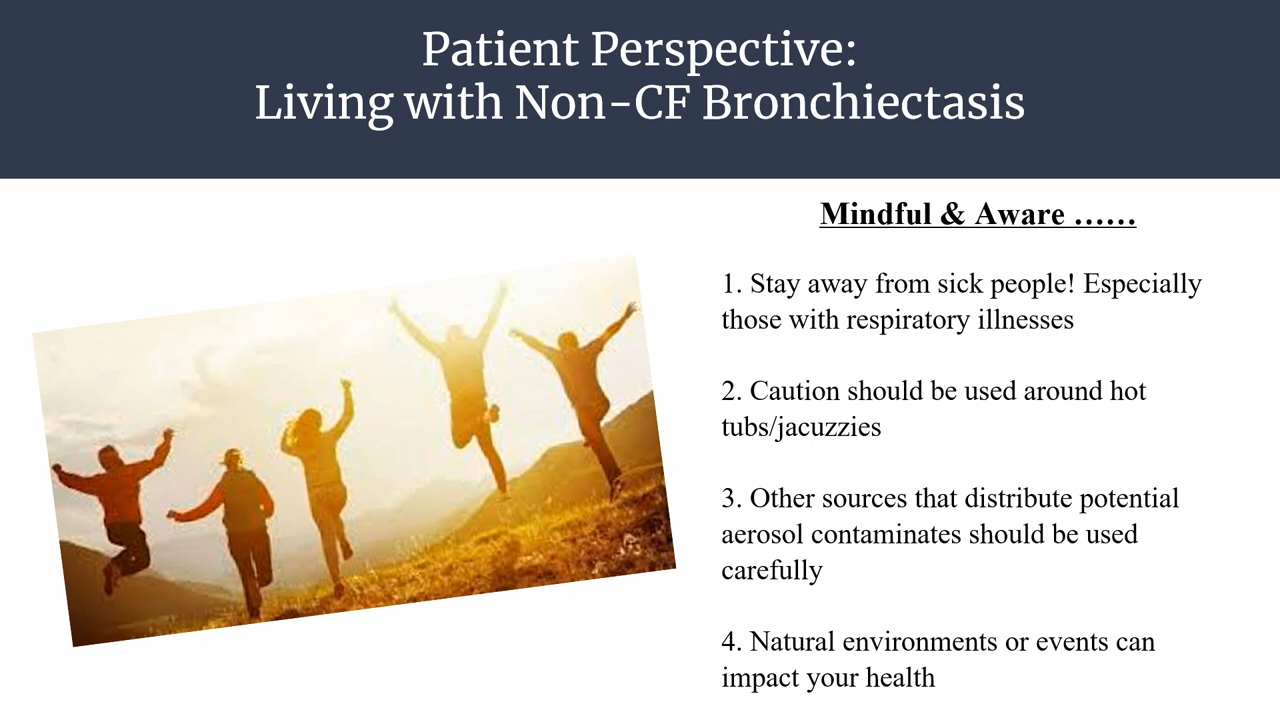 Patient Perspective:
Living with Non-CF Bronchiectasis
Mindful & Aware ……
1. Stay away from sick people! Especially
those with respiratory illnesses
2. Caution should be used around hot
tubs/jacuzzies
3. Other sources that distribute potential
aerosol contaminates should be used
carefully
4. Natural environments or events can
impact your health